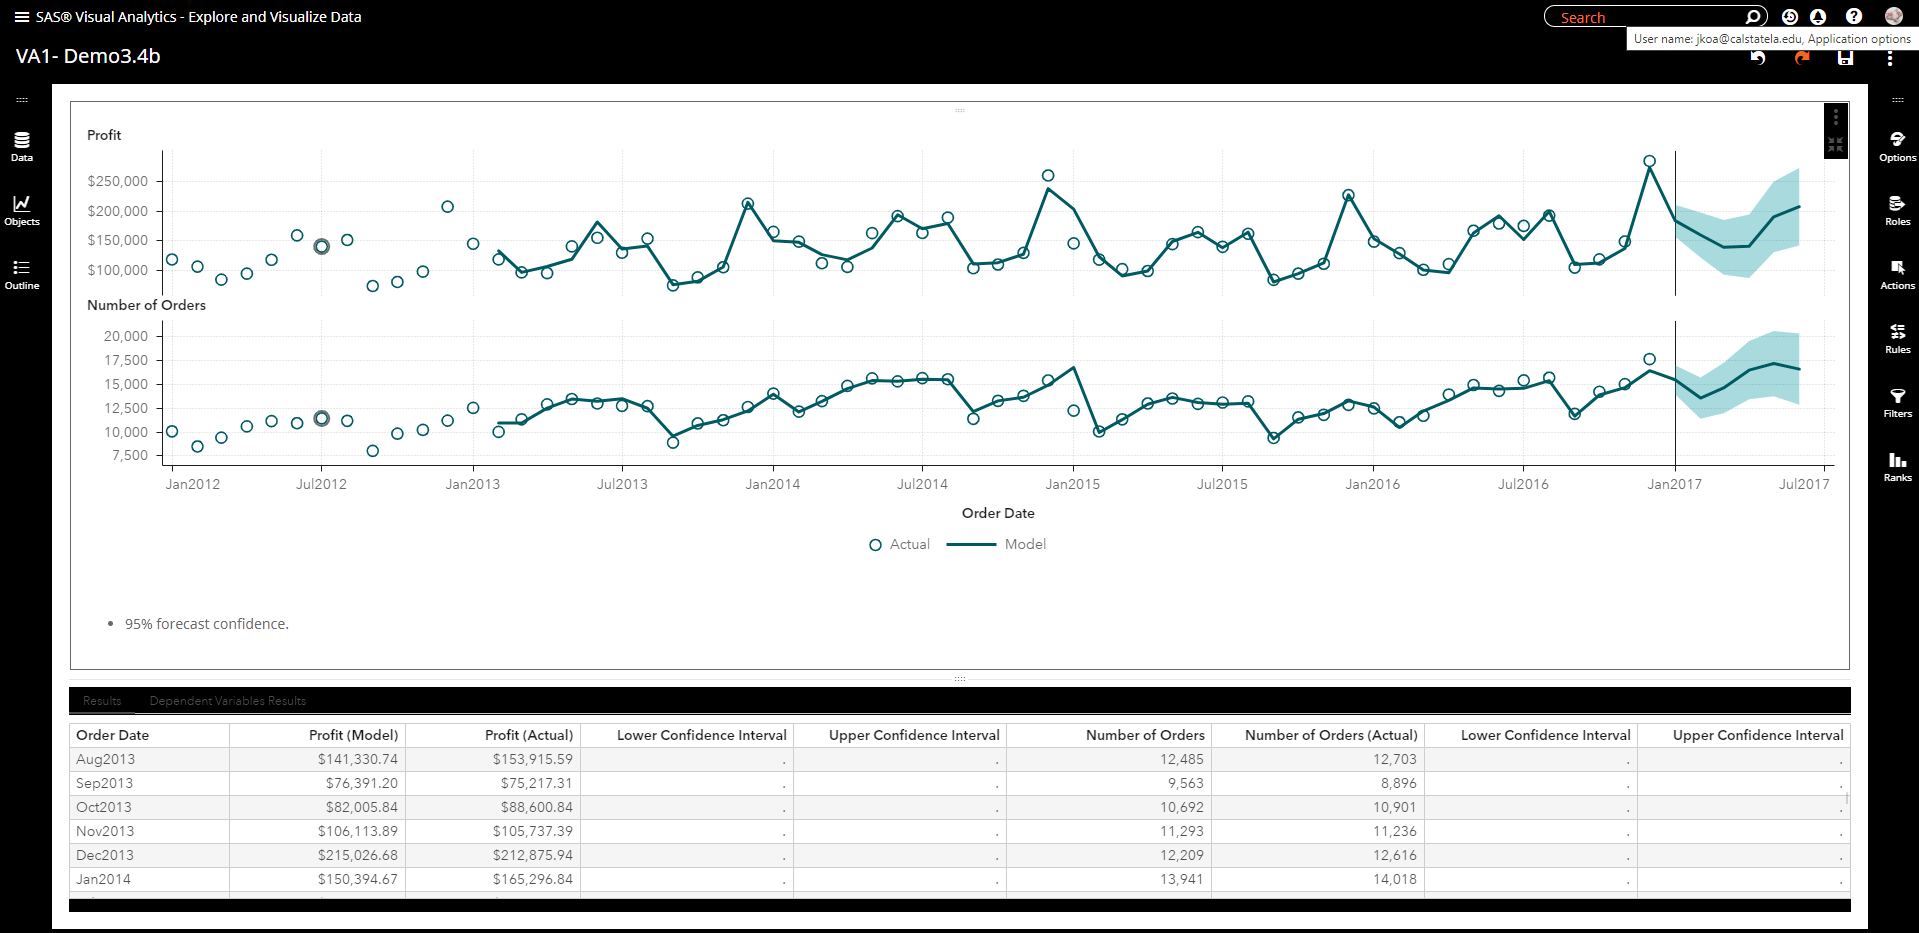 SAS® Visual Analytics - Explore and Visualize Data
Search
User name: jkoa@calstatela.edu, Application options
VA1- Demo3.4b
Data
Objects
Outline
Options
Roles
Actions
Rules
Filters
Ranks
Profit
$250,000
$200,000
$150,000
$100,000
Number of Orders
20,000
17,500
15,000
12,500
10,000
7,500
Jan2012 Jul2012 Jan2013 Jul2013 Jan2014 Jul2014 Jan2015 Jul2015 Jan2016 Jul2016 Jan2017 Jul2017
Order Date
Actual Model
• 95% forecast confidence.
Results Dependent Variables Results
Order Date Profit (Model) Profit (Actual) Lower Confidence Interval Upper Confidence Interval Number of Orders Number of Orders (Actual) Lower Confidence Interval Upper Confidence Interval
Aug2013 $141,330.74 $153,915.59 . . 12,485 12,703 . .
Sep2013 $76,391.20 $75,217.31 . . 9,563 8,896 . .
Oct2013 $82,005.84 $88,600.84 . . 10,692 10,901 . .
Nov2013 $106,113.89 $105,737.39 . . 11,293 11,236 . .
Dec2013 $215,026.68 $212,875.94 . . 12,209 12,616 . .
Jan2014 $150,394.67 $165,296.84 . . 13,941 14,018 . .